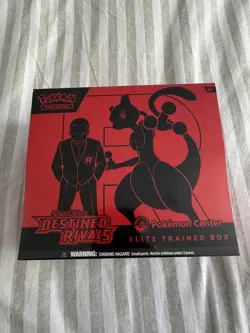 Pokémon
TRADING CARD GAME
R
Pokémon Center
DESTINED
RIVALS
ELITE TRAINER BOX
WARNING: CHOKING HAZARD. Small parts. Not for children under 3 years.